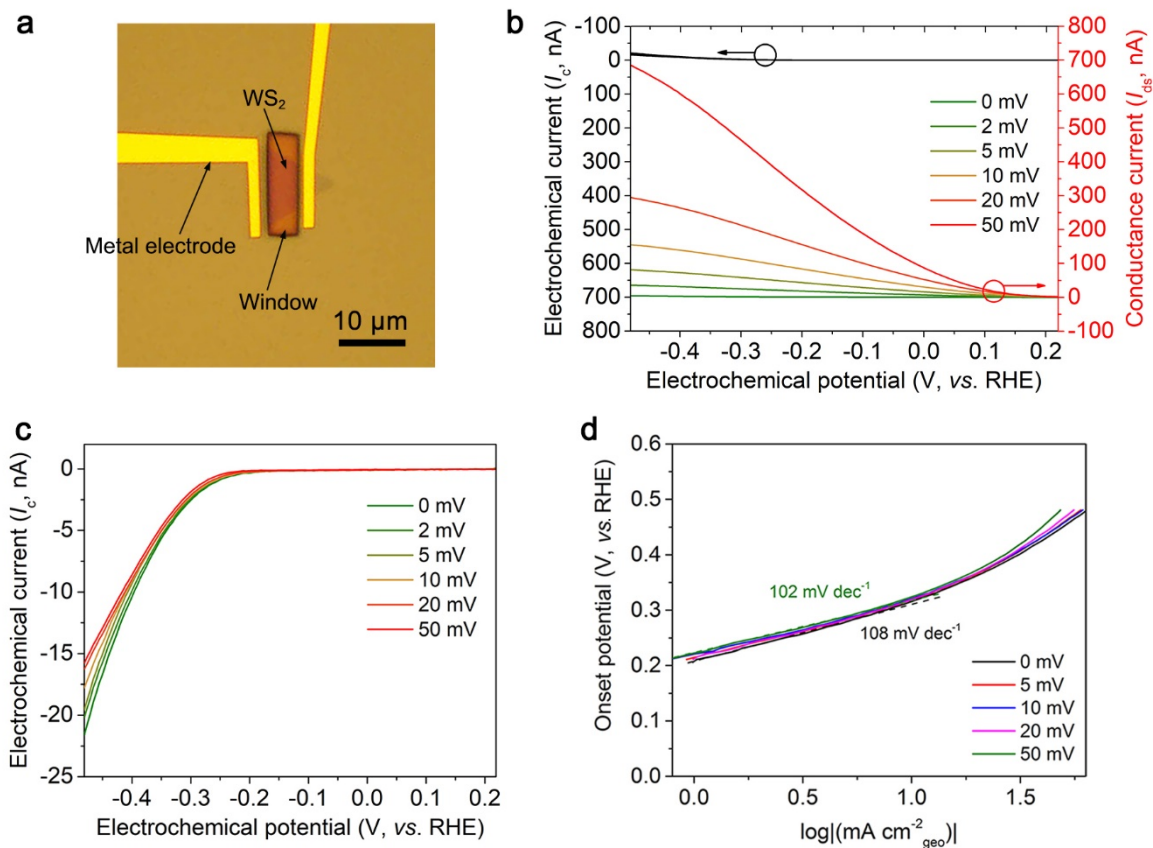 a
WS₂
Metal electrode
Window
10 μm
b
Electrochemical current (Ic, nA)
-100
0
100
200
300
400
500
600
700
800
800
700
600
500
400
300
200
100
0
-100
Conductance current (Ids, nA)
0 mV
2 mV
5 mV
10 mV
20 mV
50 mV
-0.4 -0.3 -0.2 -0.1 0.0 0.1 0.2
Electrochemical potential (V, vs. RHE)
c
Electrochemical current (Ic, nA)
0
-5
-10
-15
-20
-25
0 mV
2 mV
5 mV
10 mV
20 mV
50 mV
-0.4 -0.3 -0.2 -0.1 0.0 0.1 0.2
Electrochemical potential (V, vs. RHE)
d
Onset potential (V, vs. RHE)
0.6
0.5
0.4
0.3
0.2
0.1
0.0
102 mV dec⁻¹
108 mV dec⁻¹
0 mV
5 mV
10 mV
20 mV
50 mV
0.0 0.5 1.0 1.5
log|(mA cm⁻²geo)|